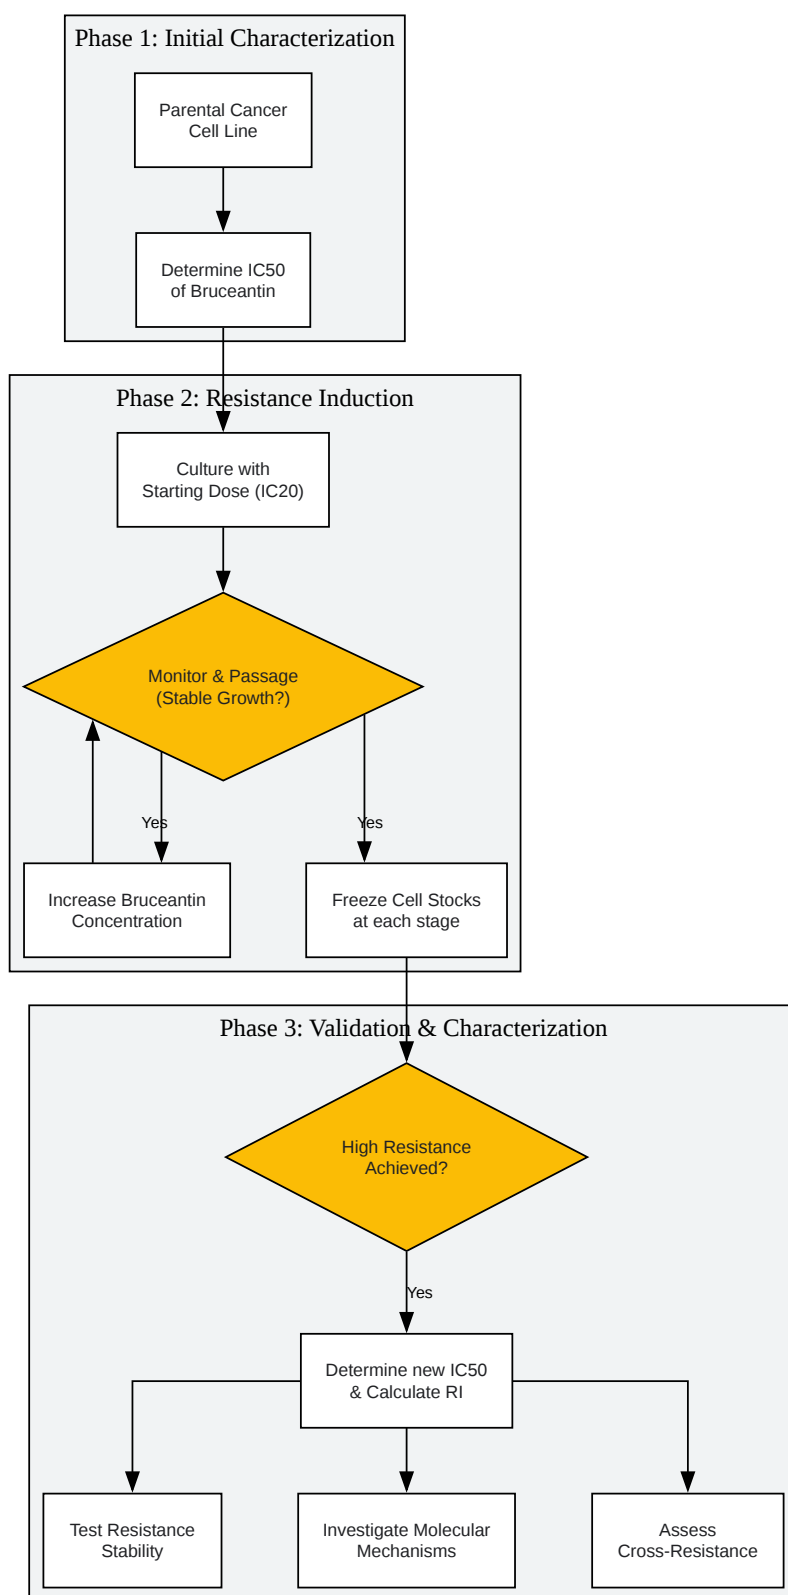 Phase 1: Initial Characterization
Parental Cancer
Cell Line
Determine IC50
of Bruceantin
Phase 2: Resistance Induction
Culture with
Starting Dose (IC20)
Monitor & Passage
(Stable Growth?)
Yes
Yes
Increase Bruceantin
Concentration
Freeze Cell Stocks
at each stage
Phase 3: Validation & Characterization
High Resistance
Achieved?
Yes
Determine new IC50
& Calculate RI
Test Resistance
Stability
Investigate Molecular
Mechanisms
Assess
Cross-Resistance